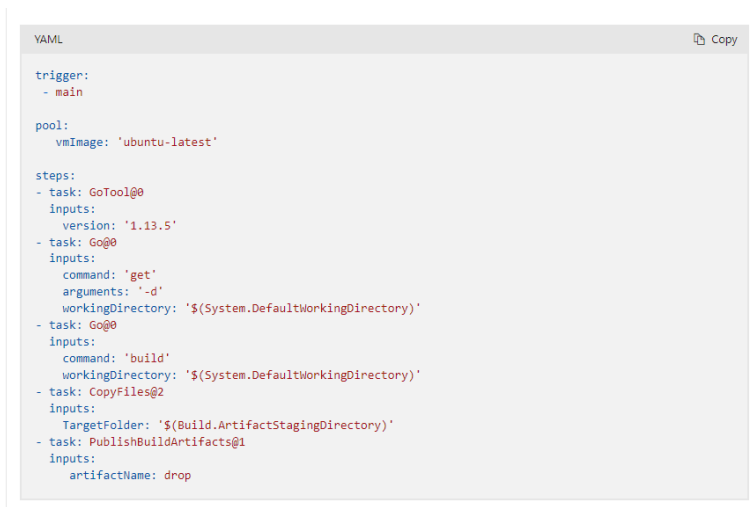 YAML
Copy
trigger:
 - main
pool:
   vmImage: 'ubuntu-latest'
steps:
- task: GoTool@0
  inputs:
    version: '1.13.5'
- task: Go@0
  inputs:
    command: 'get'
    arguments: '-d'
    workingDirectory: '$(System.DefaultWorkingDirectory)'
- task: Go@0
  inputs:
    command: 'build'
    workingDirectory: '$(System.DefaultWorkingDirectory)'
- task: CopyFiles@2
  inputs:
    TargetFolder: '$(Build.ArtifactStagingDirectory)'
- task: PublishBuildArtifacts@1
  inputs:
     artifactName: drop